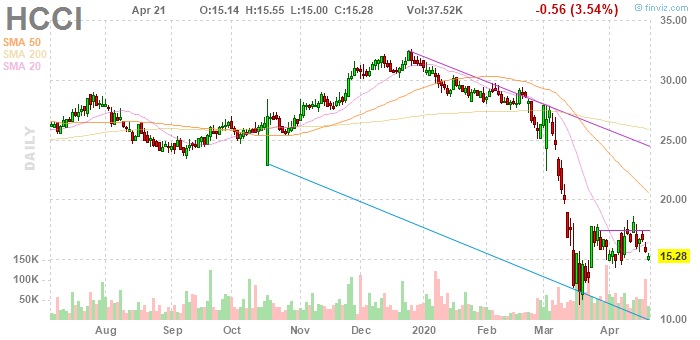 HCCI
Apr 21 O:15.14 H:15.55 L:15.00 C:15.28 Vol:37.52K -0.56 (3.54%)
© finviz.com
SMA 50
SMA 200
SMA 20
DAILY
35.00
30.00
25.00
20.00
15.28
10.00
150K
100K
50K
Aug Sep Oct Nov Dec 2020 Feb Mar Apr